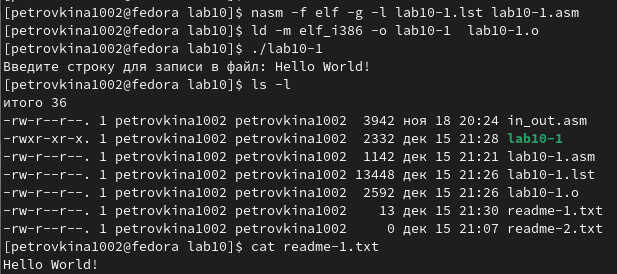 [petrovkina1002@fedora lab10]$ nasm -f elf -g -l lab10-1.lst lab10-1.asm
[petrovkina1002@fedora lab10]$ ld -m elf_i386 -o lab10-1  lab10-1.o
[petrovkina1002@fedora lab10]$ ./lab10-1
Введите строку для записи в файл: Hello World!
[petrovkina1002@fedora lab10]$ ls -l
итого 36
-rw-r--r--. 1 petrovkina1002 petrovkina1002  3942 ноя 18 20:24 in_out.asm
-rwxr-xr-x. 1 petrovkina1002 petrovkina1002  2332 дек 15 21:28 lab10-1
-rw-r--r--. 1 petrovkina1002 petrovkina1002  1142 дек 15 21:21 lab10-1.asm
-rw-r--r--. 1 petrovkina1002 petrovkina1002 13448 дек 15 21:26 lab10-1.lst
-rw-r--r--. 1 petrovkina1002 petrovkina1002  2592 дек 15 21:26 lab10-1.o
-rw-r--r--. 1 petrovkina1002 petrovkina1002    13 дек 15 21:30 readme-1.txt
-rw-r--r--. 1 petrovkina1002 petrovkina1002     0 дек 15 21:07 readme-2.txt
[petrovkina1002@fedora lab10]$ cat readme-1.txt
Hello World!